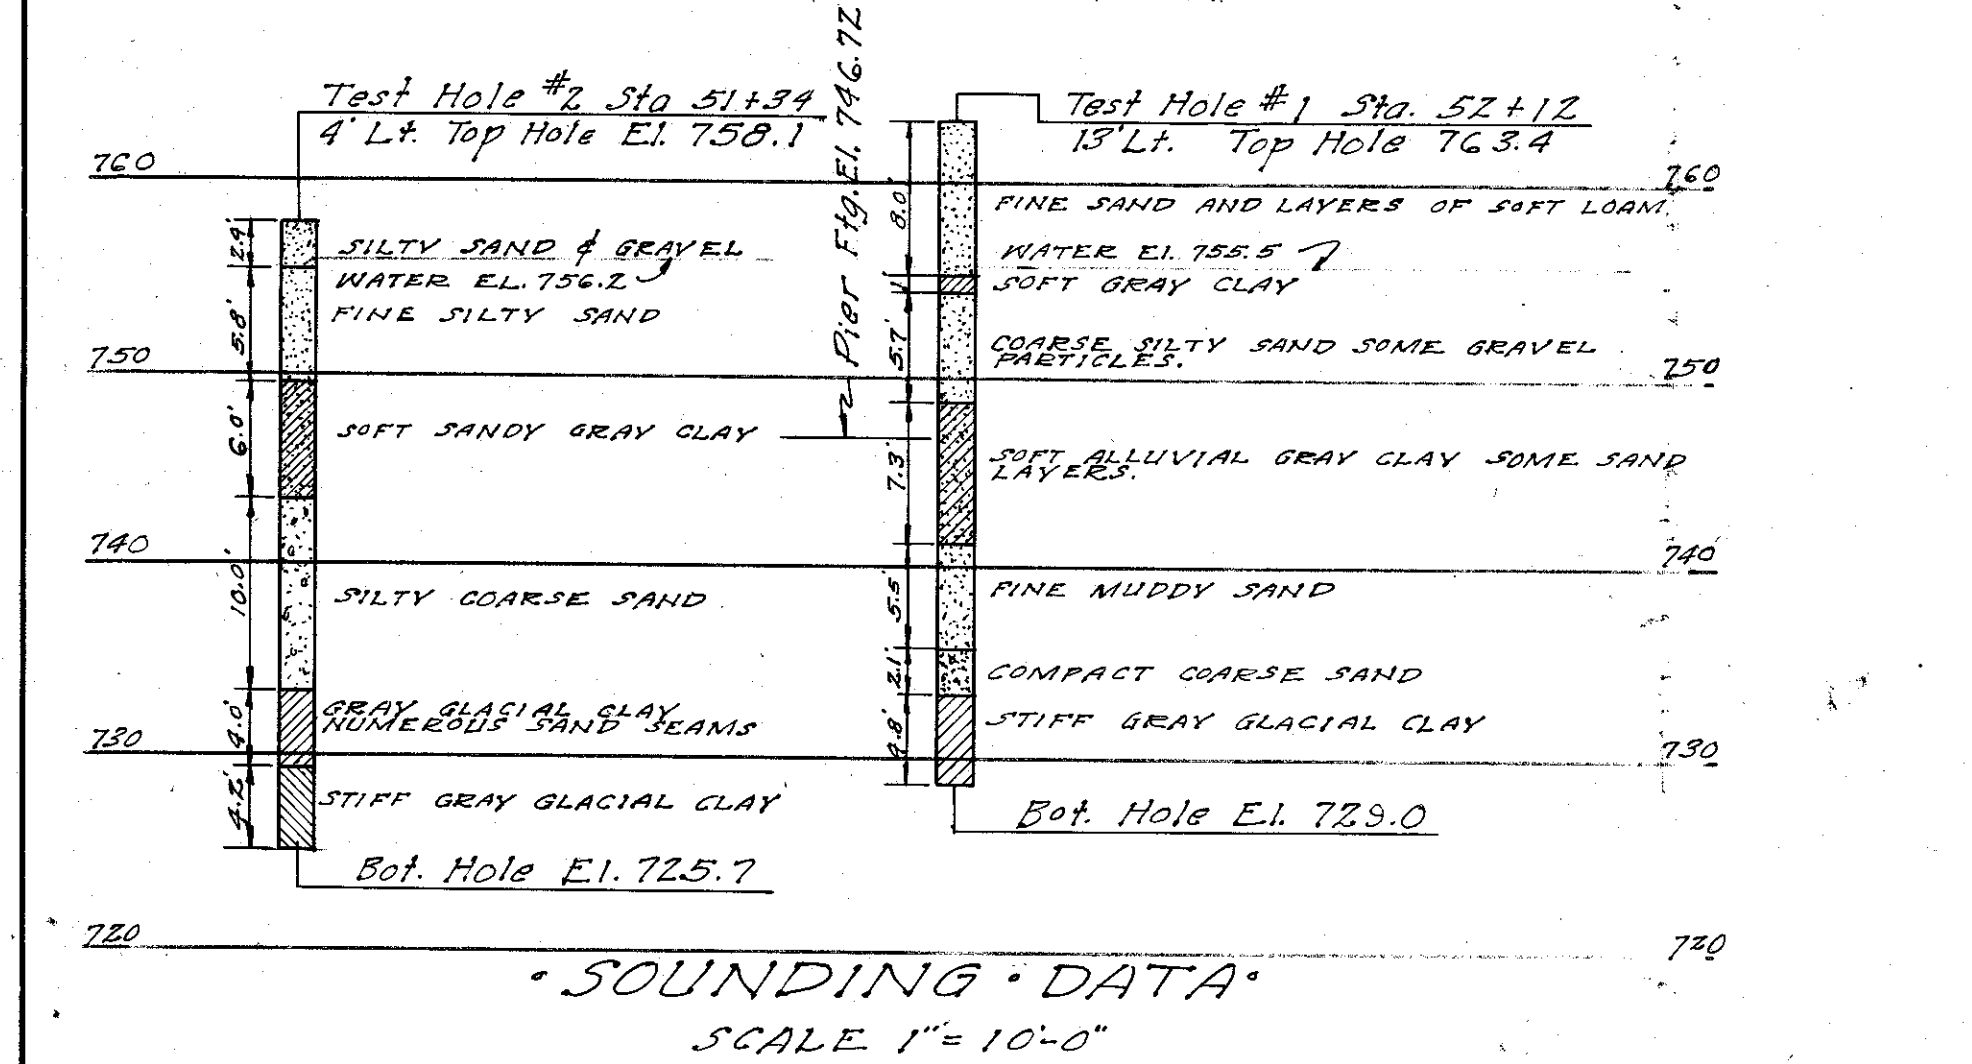 Test Hole #2 Sta 51+34
4' Lt. Top Hole El. 758.1
Pier Ftg. El. 746.72
Test Hole #1 Sta. 52+12
13' Lt. Top Hole 763.4
760
760
2.4'
SILTY SAND & GRAVEL
WATER EL. 756.2
5.8'
FINE SILTY SAND
8.0'
FINE SAND AND LAYERS OF SOFT LOAM.
WATER El. 755.5
1'
SOFT GRAY CLAY
5.7'
COARSE SILTY SAND SOME GRAVEL
PARTICLES.
750
750
6.0'
SOFT SANDY GRAY CLAY
7.3'
SOFT ALLUVIAL GRAY CLAY SOME SAND
LAYERS.
740
740
10.0'
SILTY COARSE SAND
5.5'
FINE MUDDY SAND
2.1'
COMPACT COARSE SAND
4.0'
GRAY GLACIAL CLAY
NUMEROUS SAND SEAMS
4.8'
STIFF GRAY GLACIAL CLAY
730
730
4.2'
STIFF GRAY GLACIAL CLAY
Bot. Hole El. 725.7
Bot. Hole El. 729.0
720
720
•SOUNDING•DATA•
SCALE 1"=10'-0"